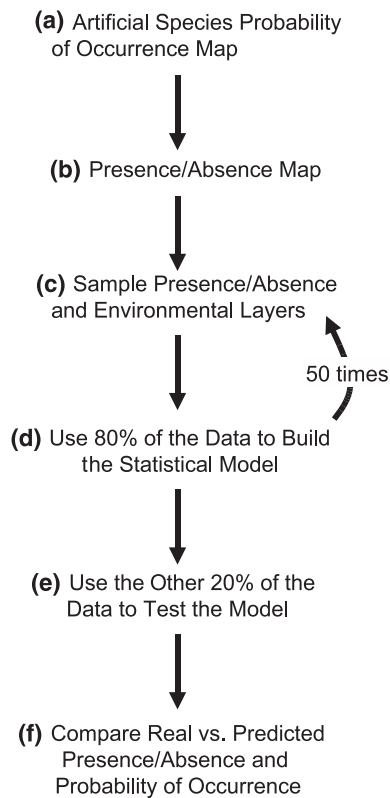 (a) Artificial Species Probability
of Occurrence Map
(b) Presence/Absence Map
(c) Sample Presence/Absence
and Environmental Layers
50 times
(d) Use 80% of the Data to Build
the Statistical Model
(e) Use the Other 20% of the
Data to Test the Model
(f) Compare Real vs. Predicted
Presence/Absence and
Probability of Occurrence